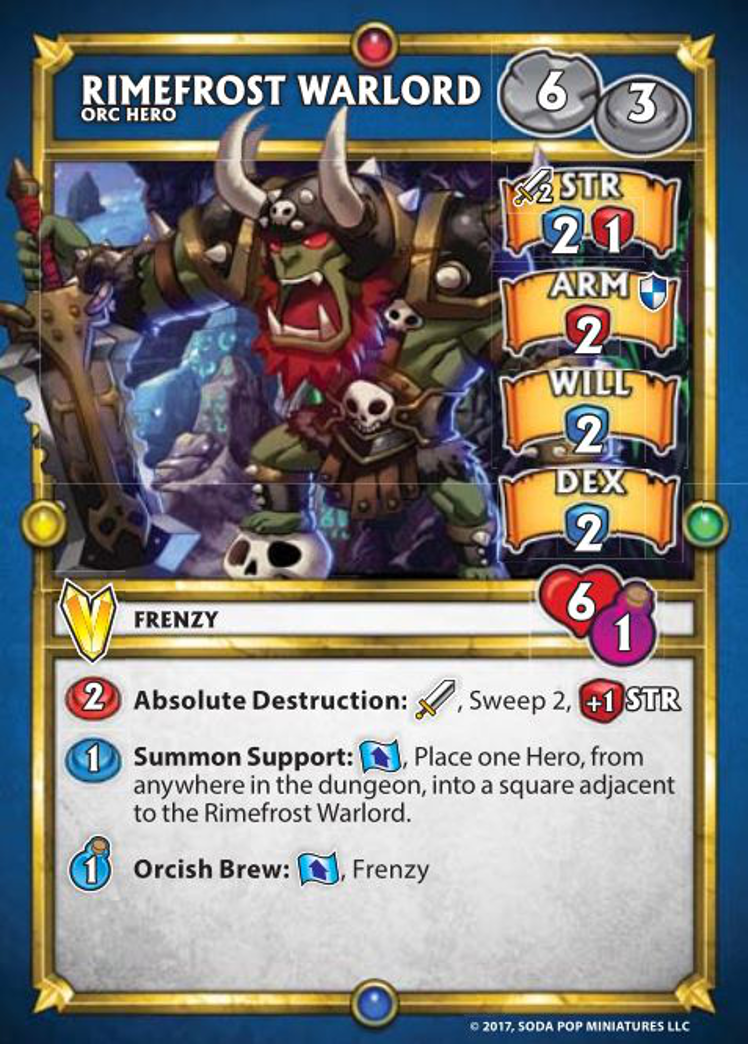 RIMEFROST WARLORD
ORC HERO
6 3
2 STR
2 1
ARM
2
WILL
2
DEX
2
FRENZY
6 1
2 Absolute Destruction: , Sweep 2, +1 STR
1 Summon Support: , Place one Hero, from
anywhere in the dungeon, into a square adjacent
to the Rimefrost Warlord.
1 Orcish Brew: , Frenzy
© 2017, SODA POP MINIATURES LLC